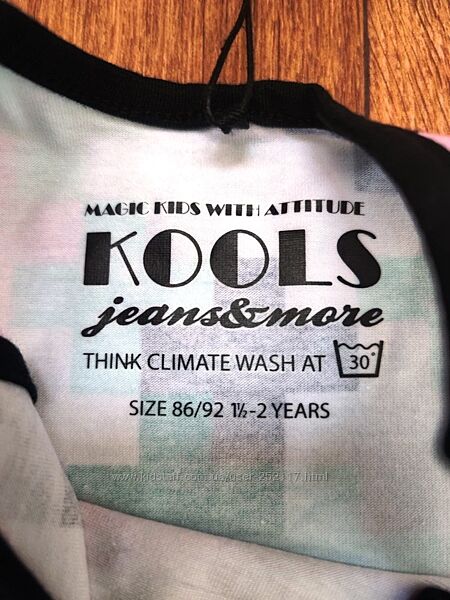 MAGIC KIDS WITH ATTITUDE
KOOLS
jeans&more
THINK CLIMATE WASH AT 30°
SIZE 86/92 1½-2 YEARS